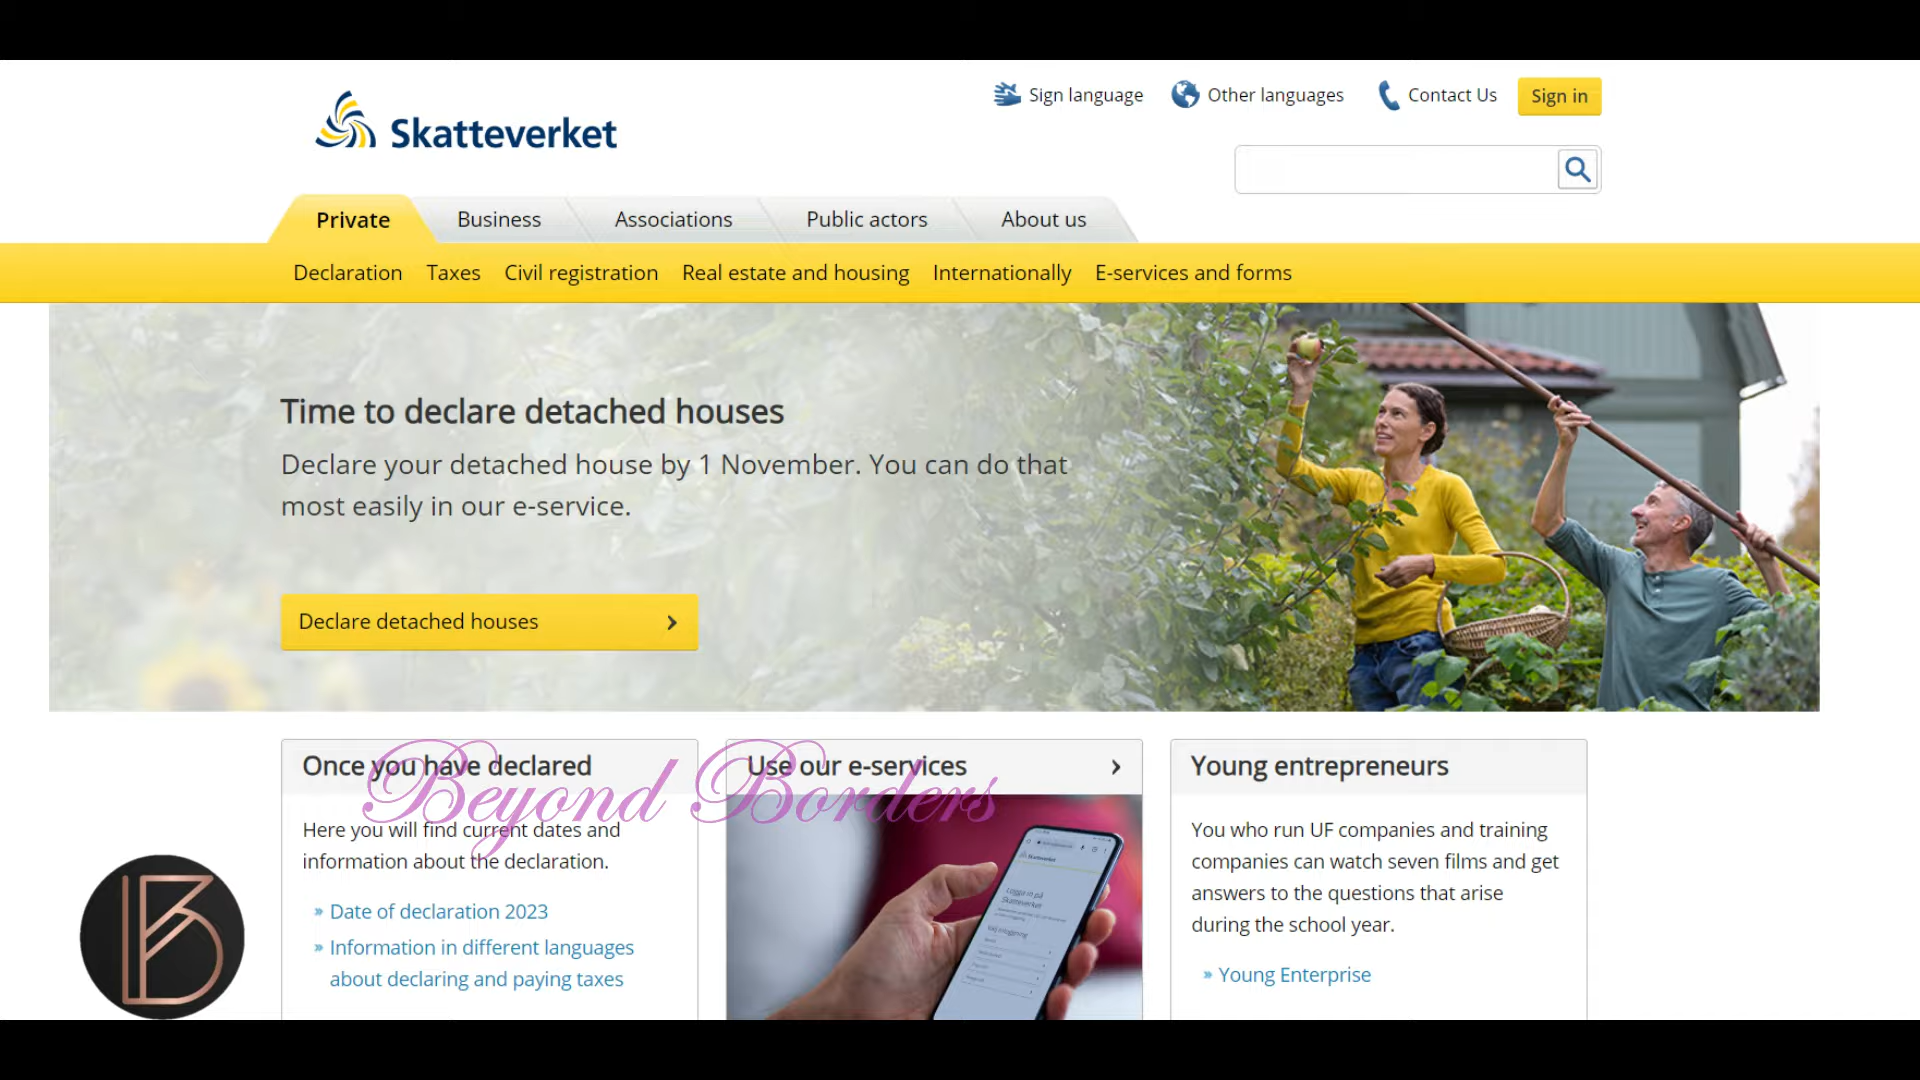 Sign language
Other languages
Contact Us
Sign in
Skatteverket
Private
Business
Associations
Public actors
About us
Declaration
Taxes
Civil registration
Real estate and housing
Internationally
E-services and forms
Time to declare detached houses
Declare your detached house by 1 November. You can do that
most easily in our e-service.
Declare detached houses
Once you have declared
Here you will find current dates and
information about the declaration.
» Date of declaration 2023
» Information in different languages
about declaring and paying taxes
Use our e-services
Skatteverket
Logga in på
Skatteverket
Young entrepreneurs
You who run UF companies and training
companies can watch seven films and get
answers to the questions that arise
during the school year.
» Young Enterprise
Beyond Borders